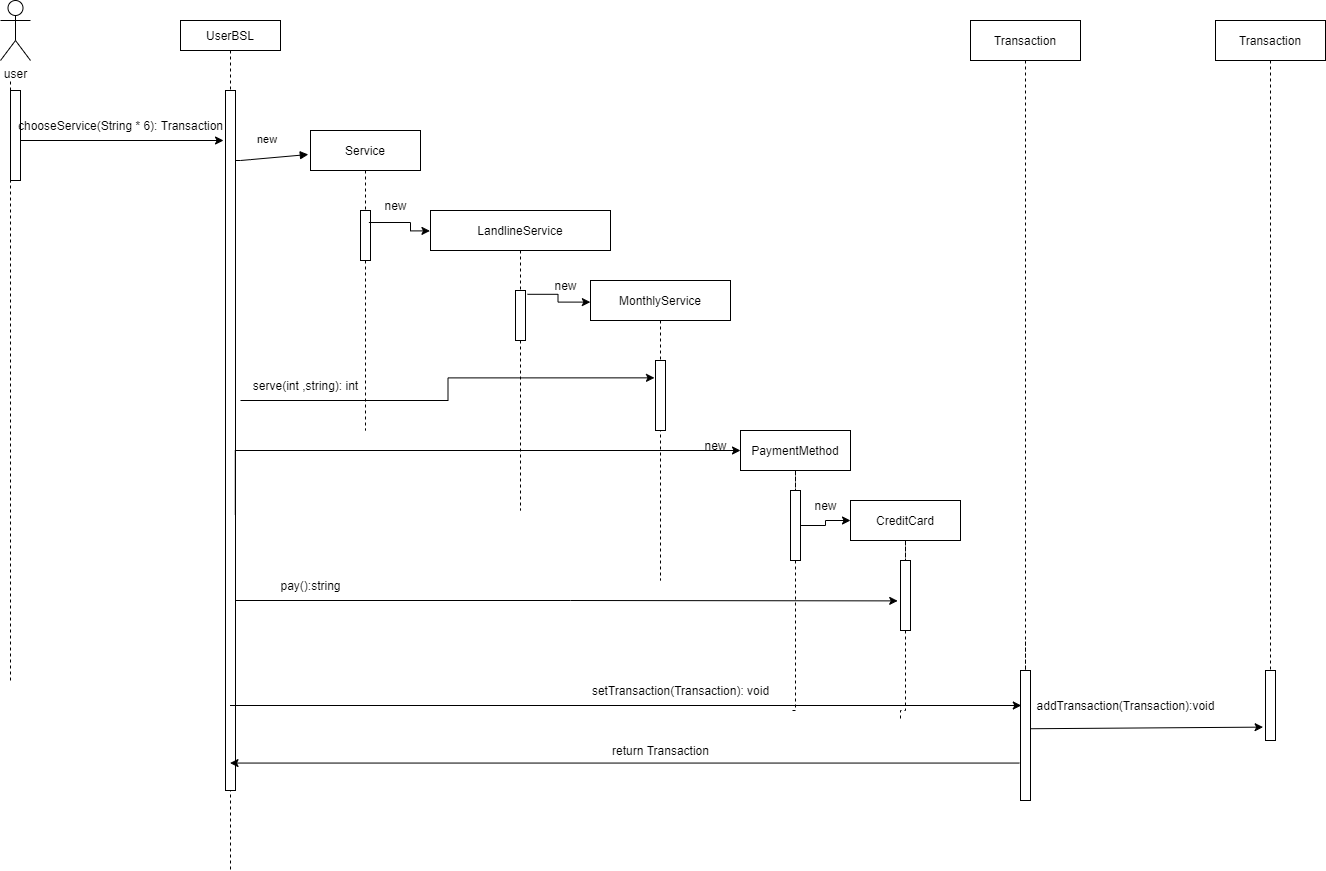 user
UserBSL
Transaction
Transaction
chooseService(String * 6): Transaction
new
Service
new
LandlineService
new
MonthlyService
serve(int ,string): int
new
PaymentMethod
new
CreditCard
pay():string
setTransaction(Transaction): void
addTransaction(Transaction):void
return Transaction